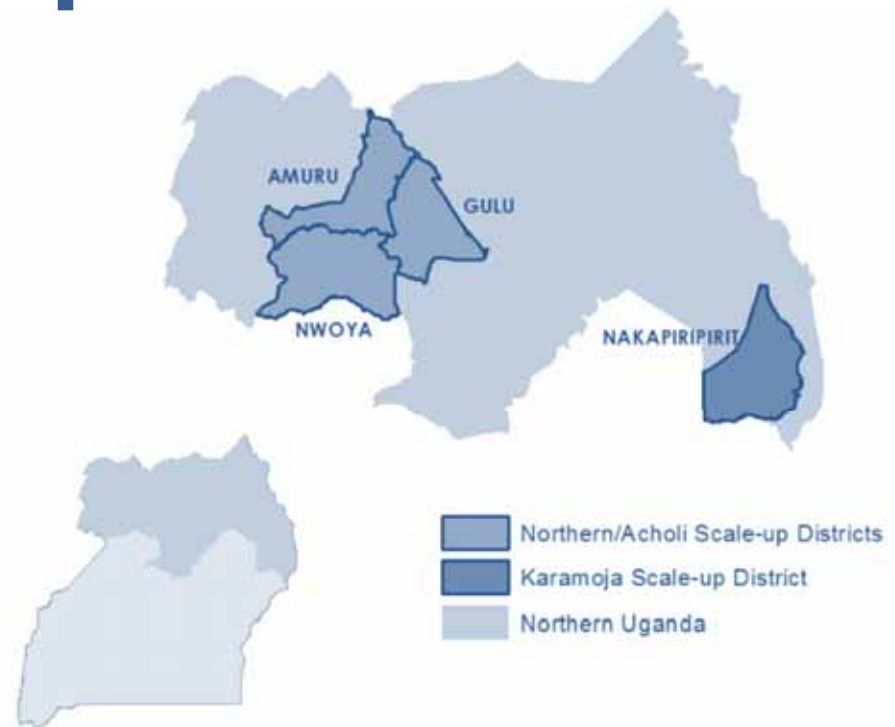 AMURU
GULU
NWOYA
NAKAPIRIPIRIT
Northern/Acholi Scale-up Districts
Karamoja Scale-up District
Northern Uganda